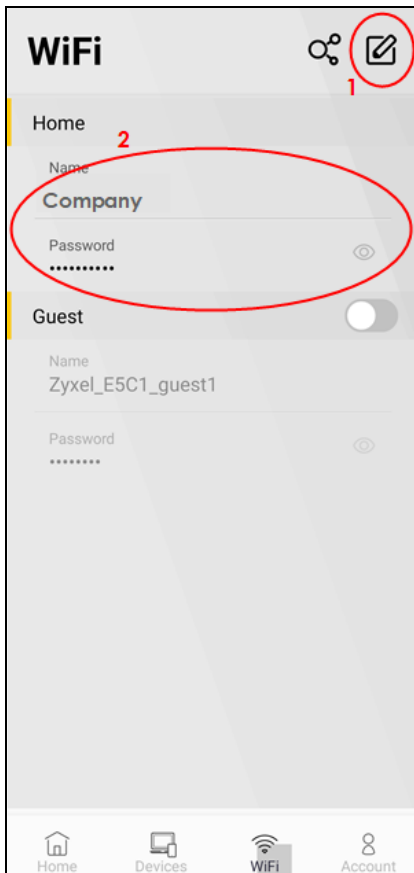 WiFi
1
Home
2
Name
Company
Password
••••••••••
Guest
Name
Zyxel_E5C1_guest1
Password
••••••••
Home Devices WiFi Account